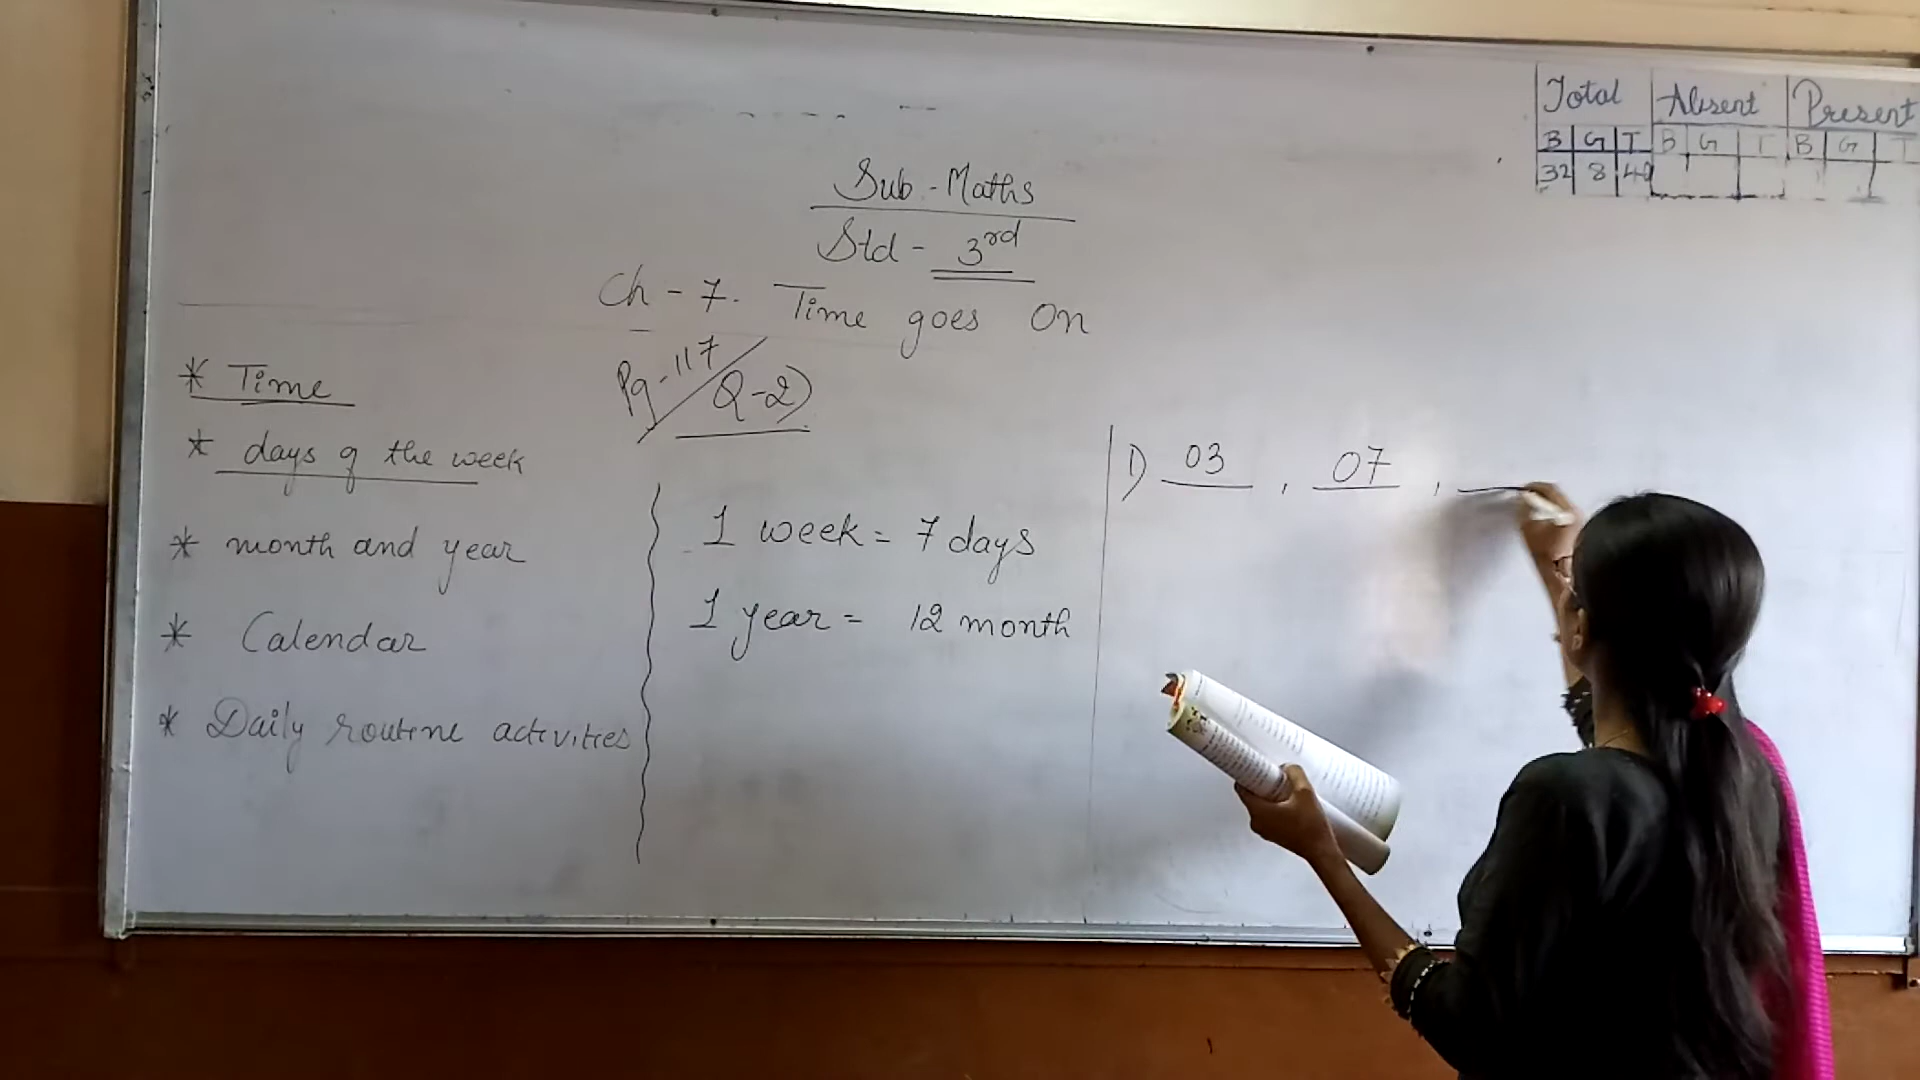 Total Absent Present
B G T B G T B G T
32 8 40
Sub - Maths
Std - 3rd
Ch - 7. Time goes On
Pg - 117 / Q-2)
* Time
* days of the week
* month and year
* Calendar
* Daily routine activities
1 week = 7 days
1 year = 12 month
1) 03 , 07 ,